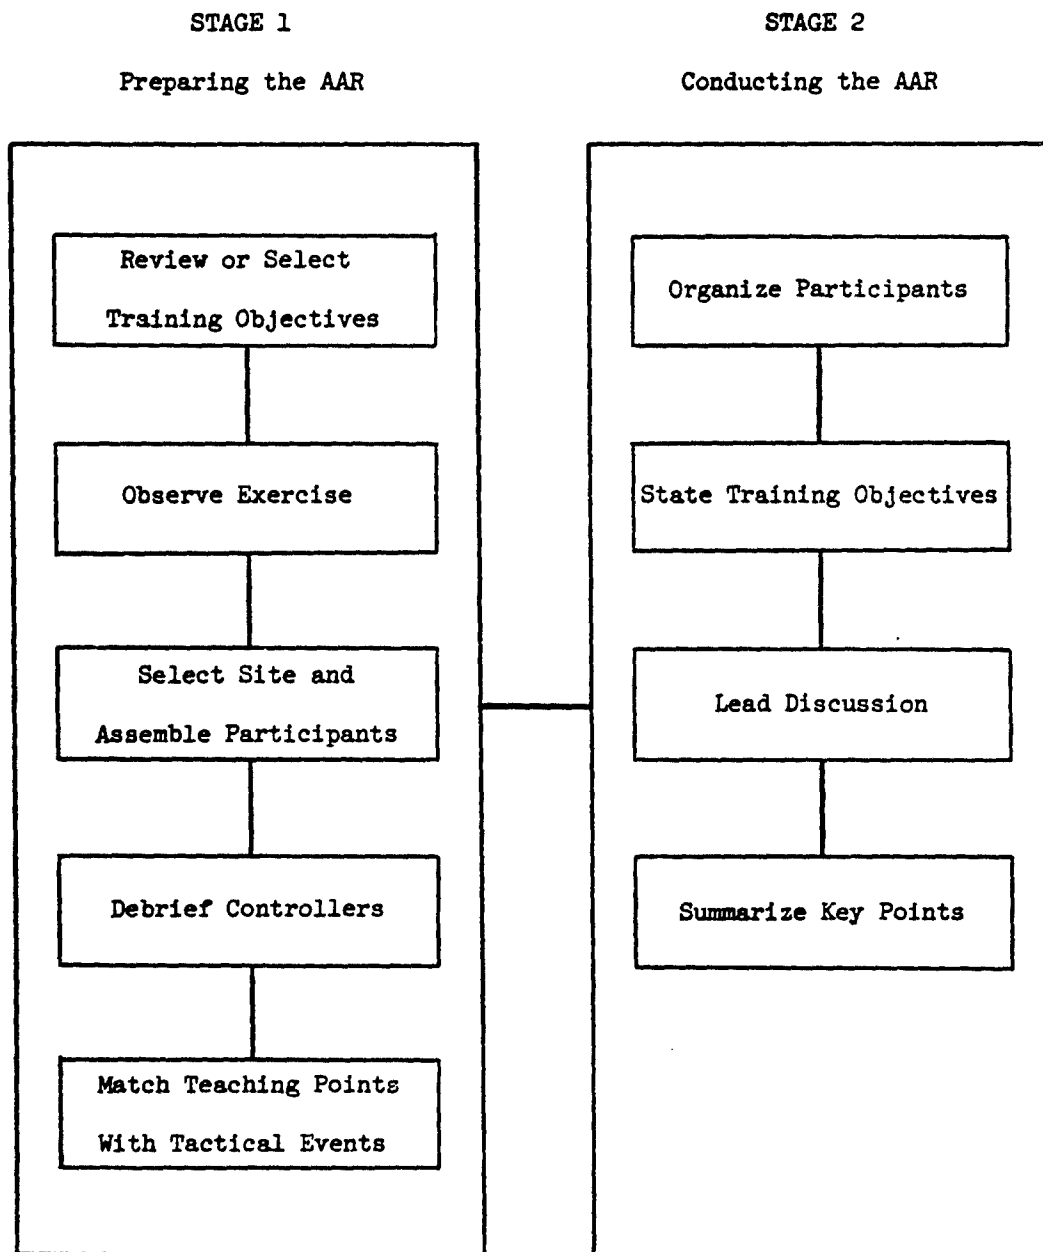 STAGE 1
Preparing the AAR
Review or Select
Training Objectives
Observe Exercise
Select Site and
Assemble Participants
Debrief Controllers
Match Teaching Points
With Tactical Events
STAGE 2
Conducting the AAR
Organize Participants
State Training Objectives
Lead Discussion
Summarize Key Points